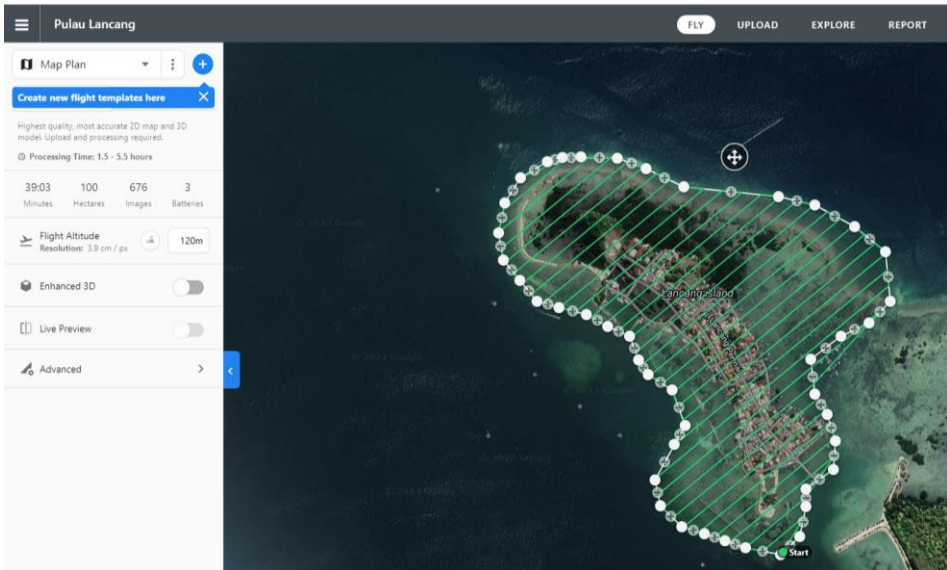 Pulau Lancang
FLY
UPLOAD
EXPLORE
REPORT
Map Plan
Create new flight templates here
Highest quality, most accurate 2D map and 3D
model. Upload and processing required.
Processing Time: 1.5 - 5.5 hours
39:03
100
676
3
Minutes
Hectares
Images
Batteries
Flight Altitude
Resolution: 3.9 cm / px
120m
Enhanced 3D
Live Preview
Advanced
Lancang Island
Start